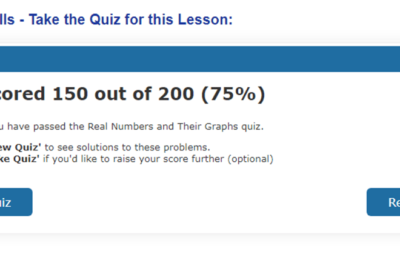 lls - Take the Quiz for this Lesson:
cored 150 out of 200 (75%)
u have passed the Real Numbers and Their Graphs quiz.
ew Quiz' to see solutions to these problems.
ke Quiz' if you'd like to raise your score further (optional)
iz
Re